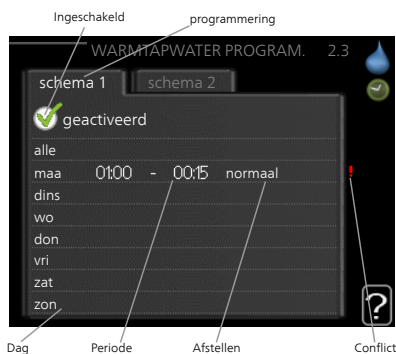 Ingeschakeld programmering
WARMTAPWATER PROGRAM. 2.3
schema 1 schema 2
geactiveerd
alle
maa 01:00 - 00:15 normaal !
dins
wo
don
vri
zat
zon
?
Dag Periode Afstellen Conflict